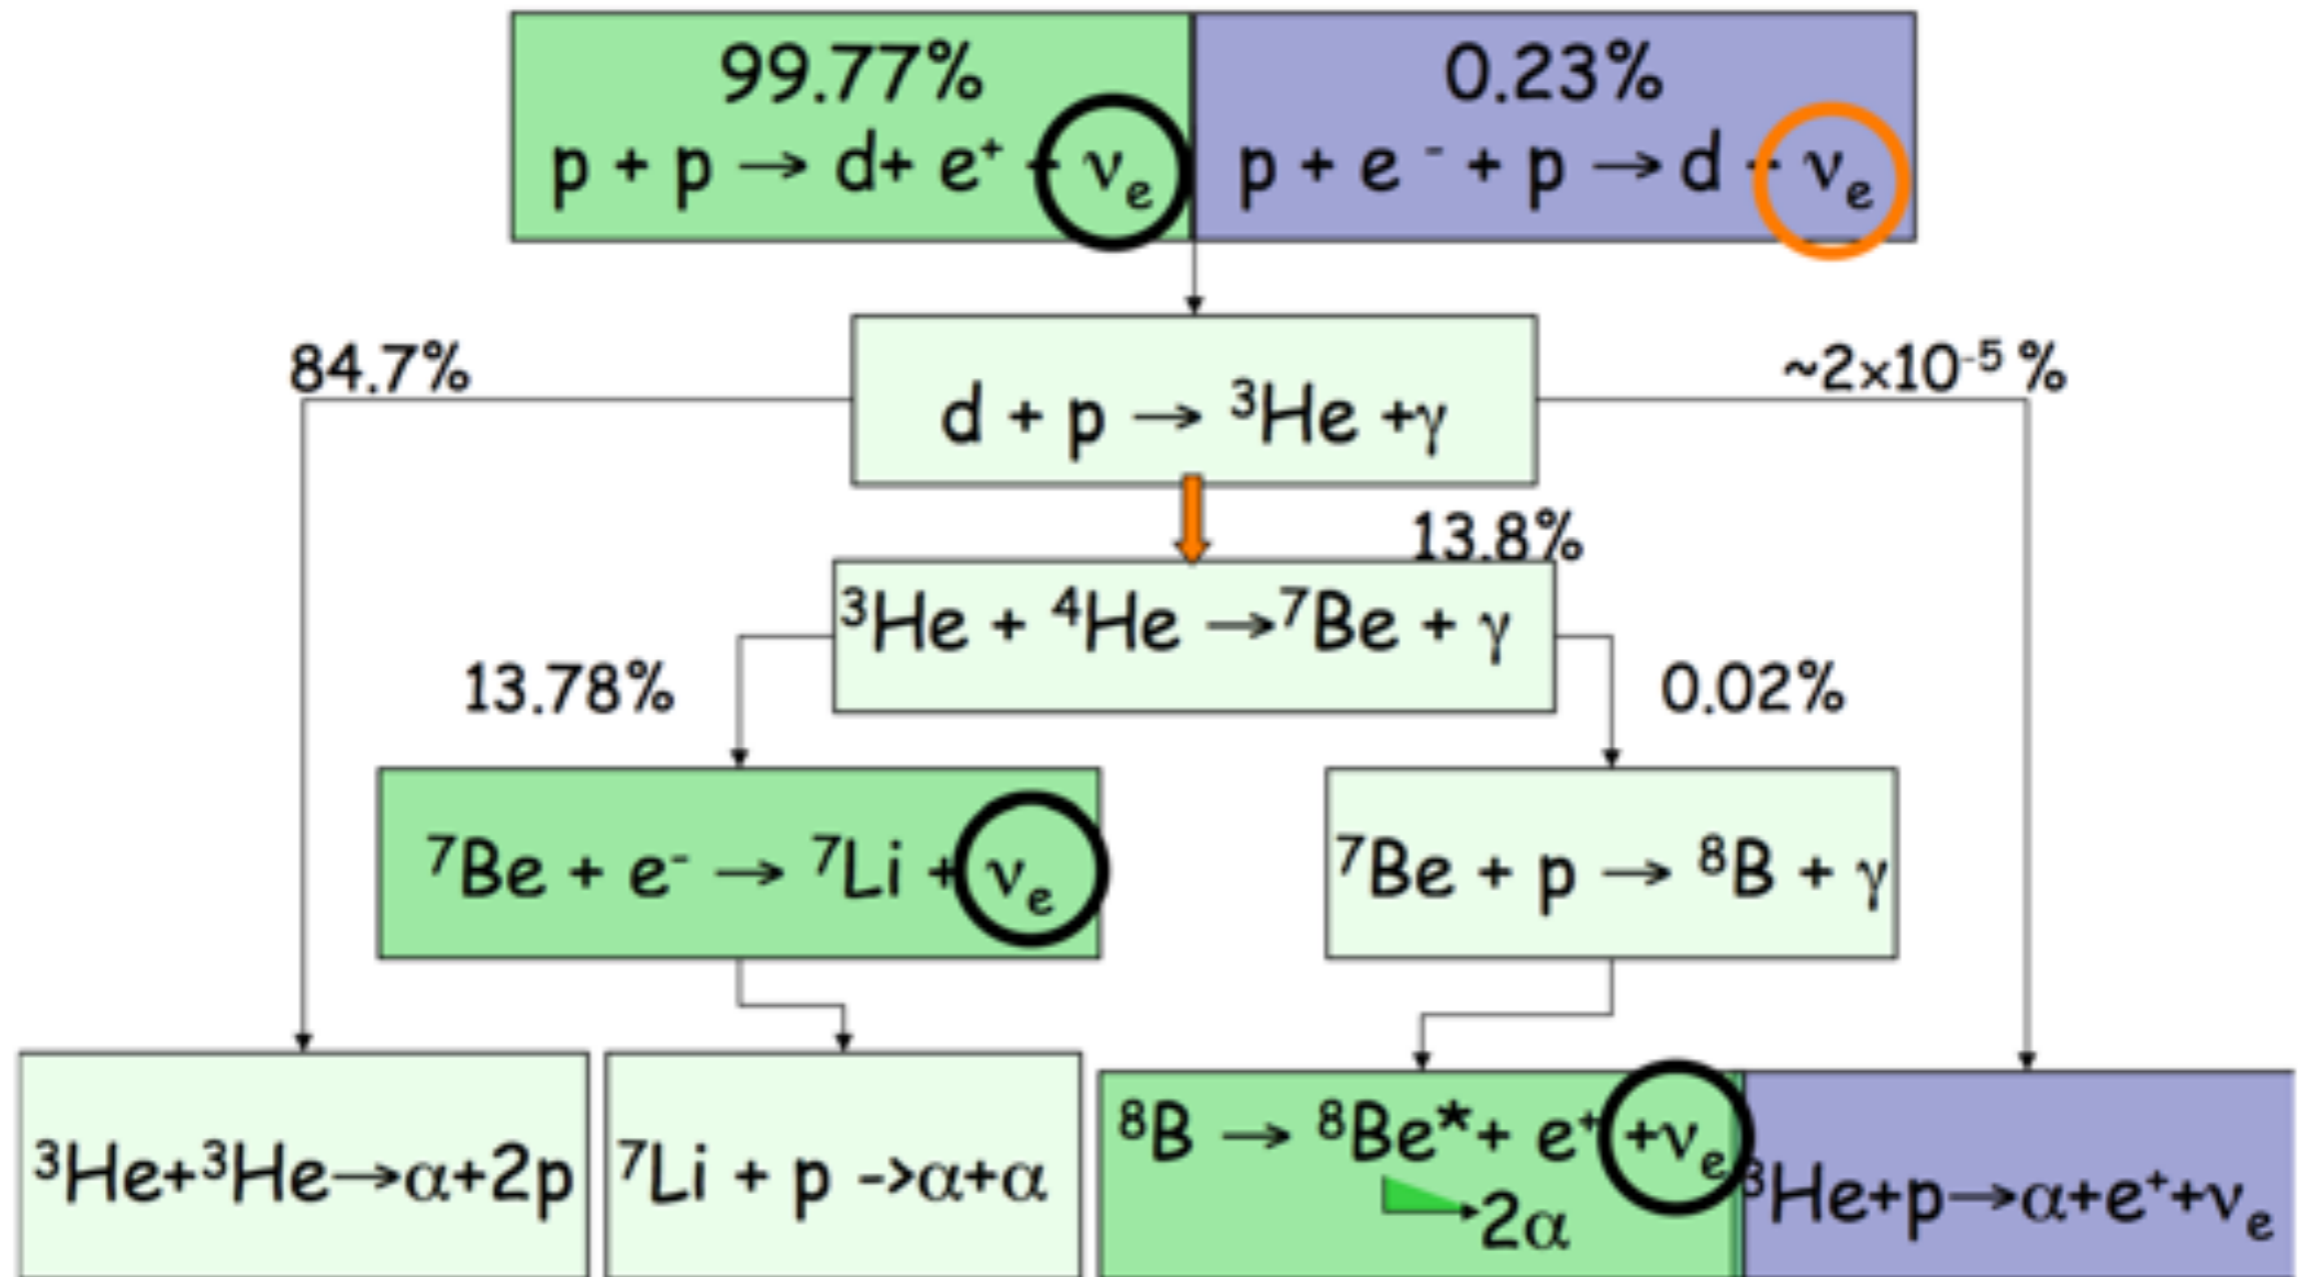 99.77%
p + p → d+ e⁺ + νₑ
0.23%
p + e ⁻ + p → d + νₑ
84.7%
~2×10⁻⁵ %
d + p → ³He +γ
13.8%
³He + ⁴He →⁷Be + γ
13.78%
0.02%
⁷Be + e⁻ → ⁷Li + νₑ
⁷Be + p → ⁸B + γ
³He+³He→α+2p
⁷Li + p ->α+α
⁸B → ⁸Be*+ e⁺ +νₑ
2α
³He+p→α+e⁺+νₑ